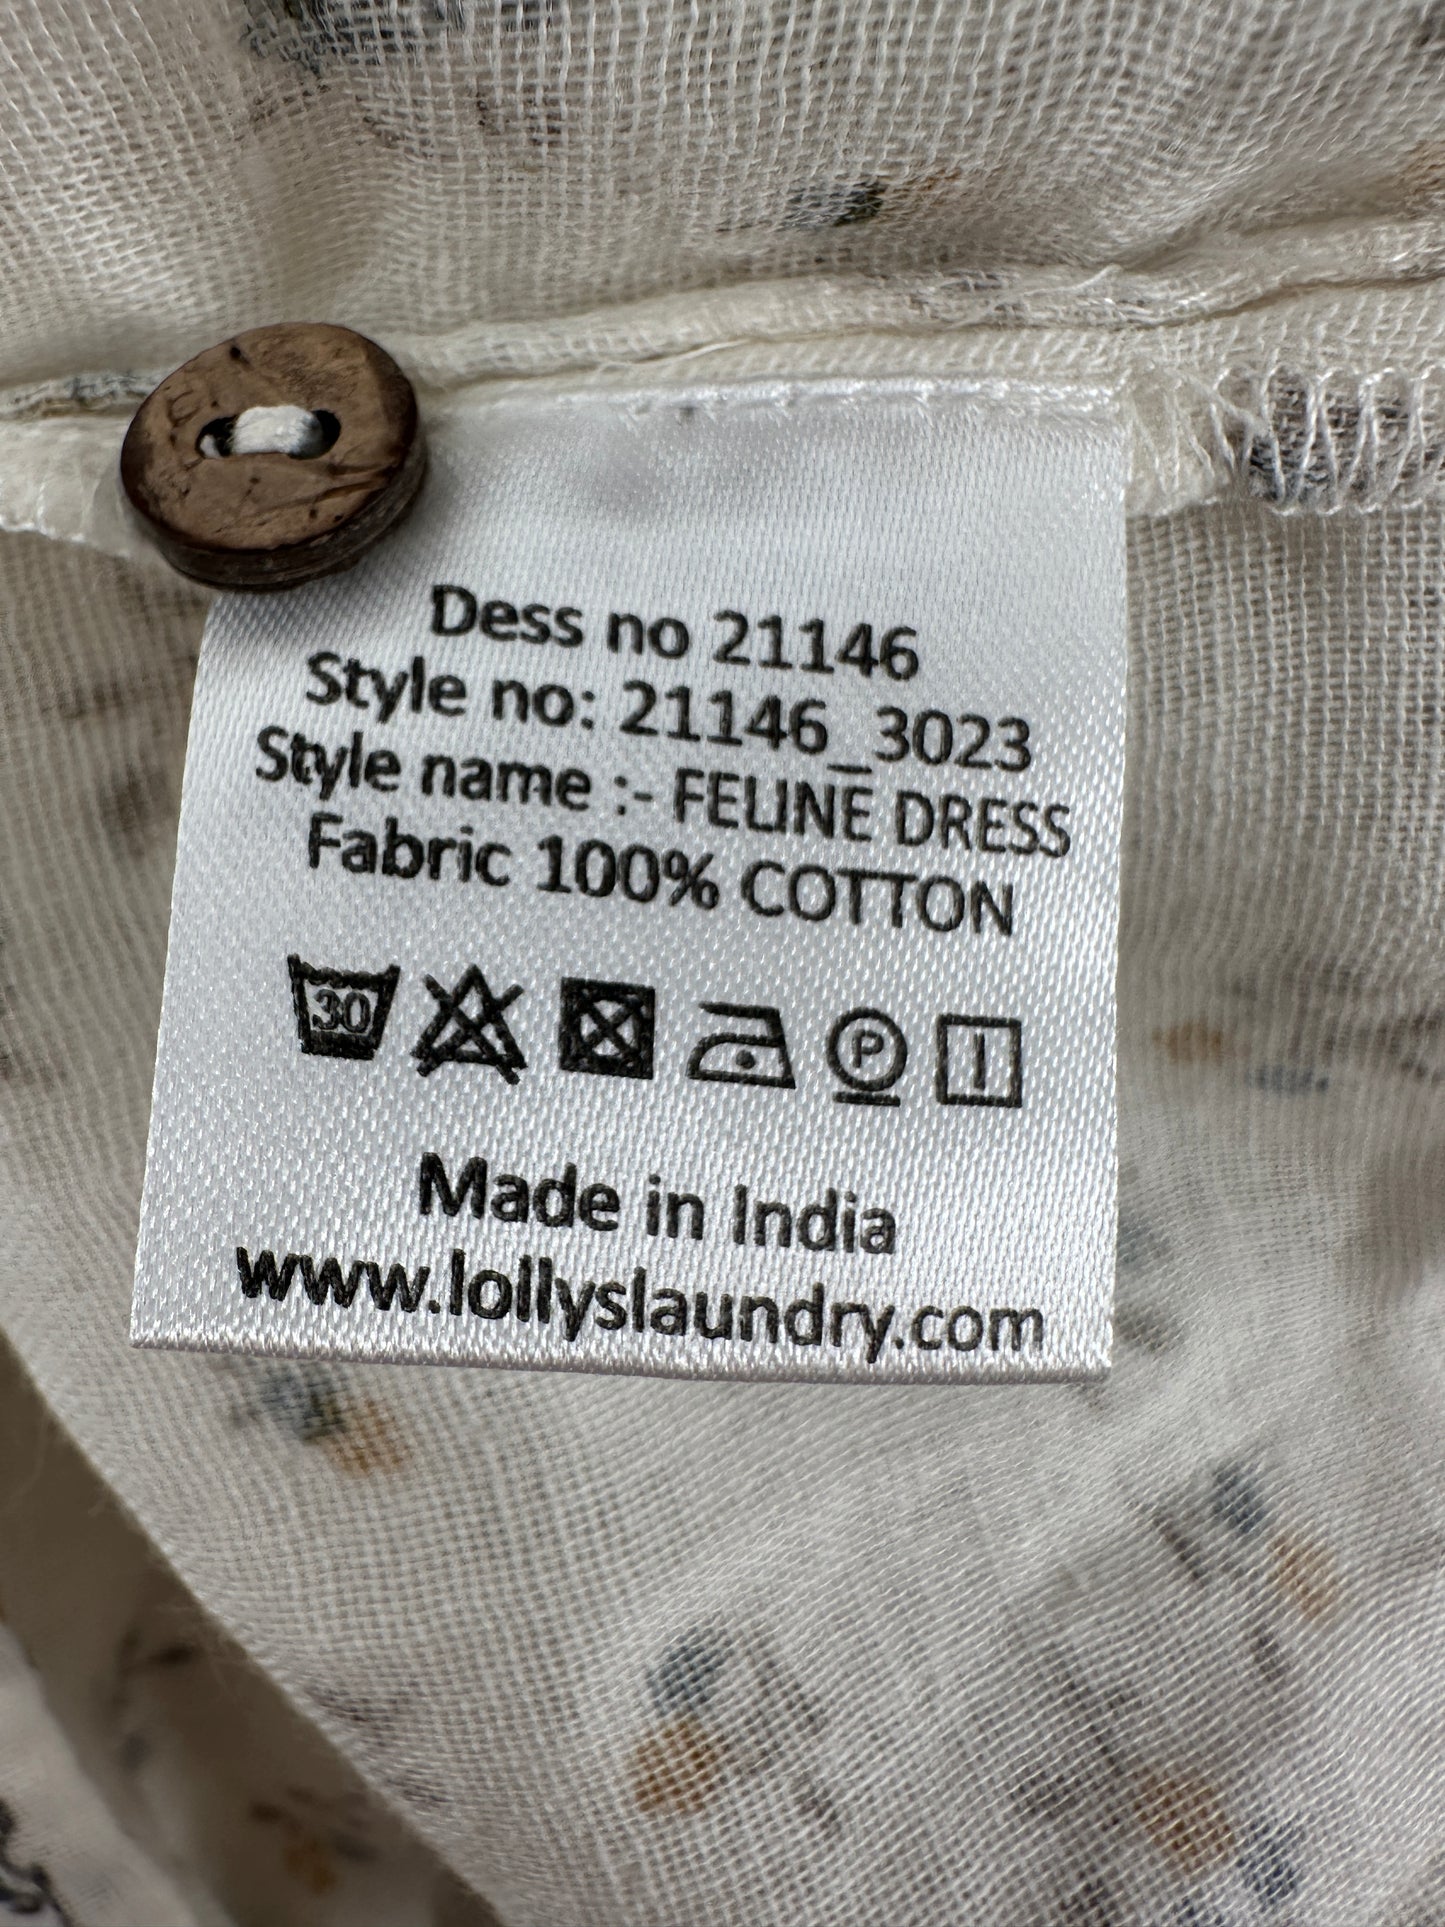 Dess no 21146
Style no: 21146_3023
Style name :- FELINE DRESS
Fabric 100% COTTON
30 P
Made in India
www.lollyslaundry.com